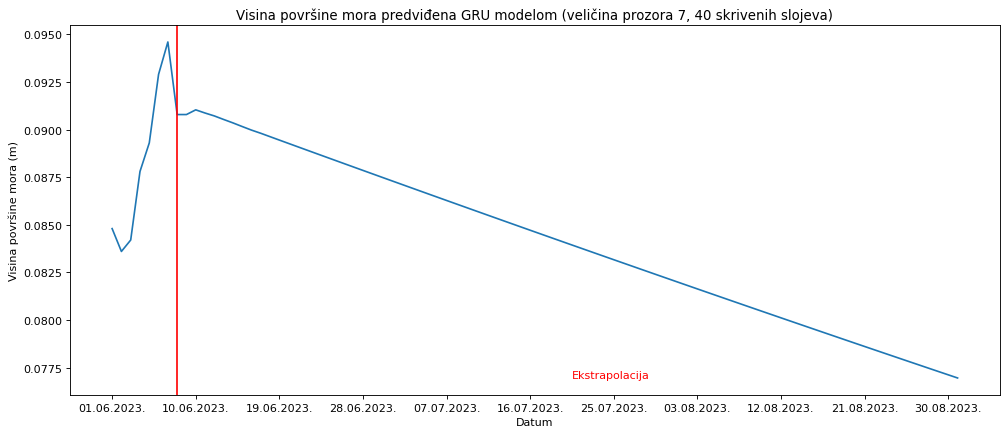 Visina površine mora predviđena GRU modelom (veličina prozora 7, 40 skrivenih slojeva)
Visina površine mora (m)
0.0950
0.0925
0.0900
0.0875
0.0850
0.0825
0.0800
0.0775
Ekstrapolacija
01.06.2023. 10.06.2023. 19.06.2023. 28.06.2023. 07.07.2023. 16.07.2023. 25.07.2023. 03.08.2023. 12.08.2023. 21.08.2023. 30.08.2023.
Datum